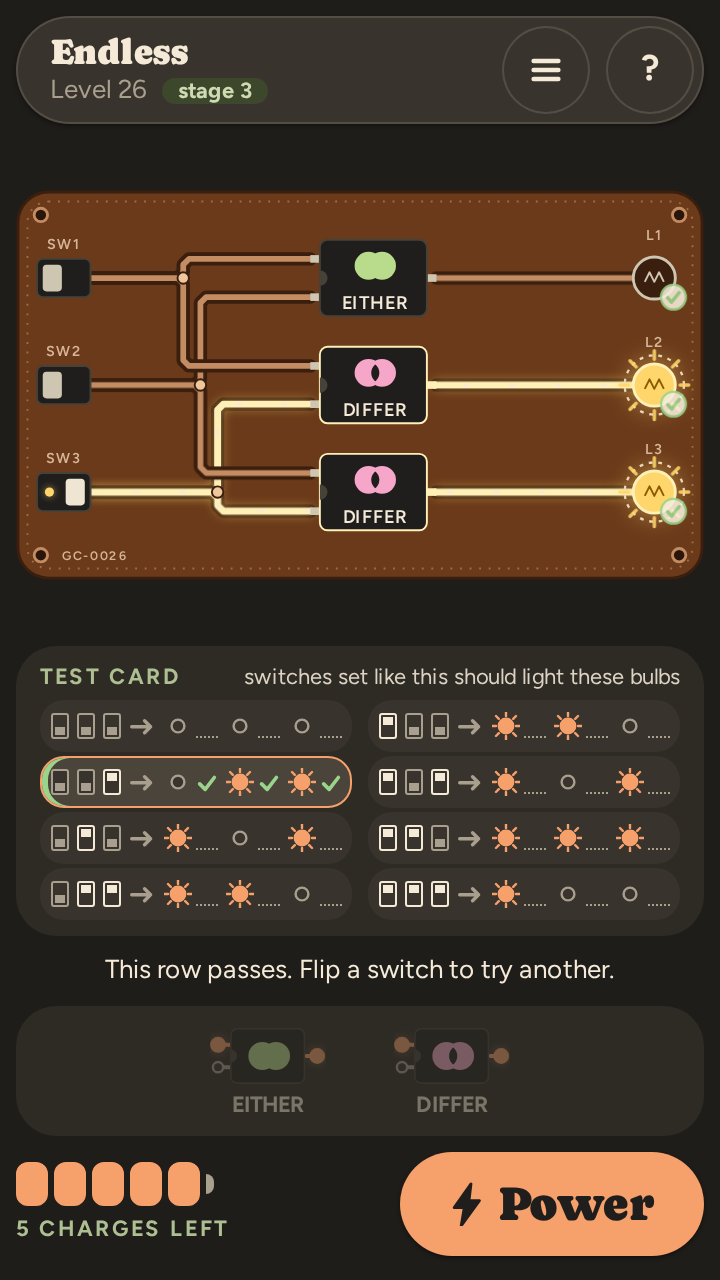 Endless
Level 26 stage 3
?
SW1
SW2
SW3
EITHER
DIFFER
DIFFER
L1
L2
L3
GC-0026
TEST CARD switches set like this should light these bulbs
This row passes. Flip a switch to try another.
EITHER DIFFER
5 CHARGES LEFT
Power